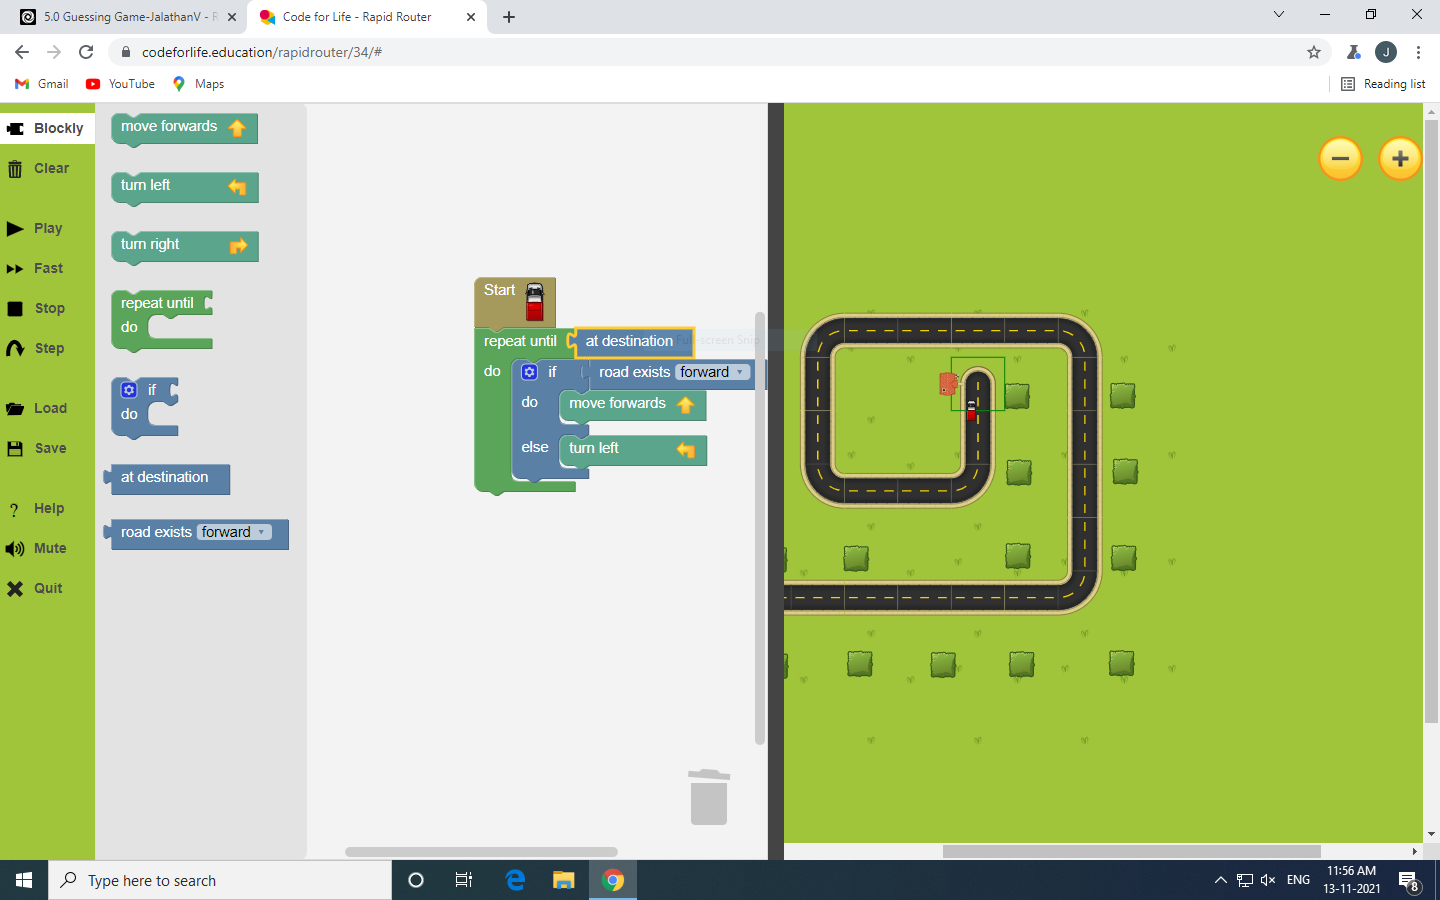 5.0 Guessing Game-JalathanV - R
Code for Life - Rapid Router
codeforlife.education/rapidrouter/34/#
J
Gmail
YouTube
Maps
Reading list
Blockly
Clear
Play
Fast
Stop
Step
Load
Save
Help
Mute
Quit
move forwards
turn left
turn right
repeat until
do
if
do
at destination
road exists forward
Start
repeat until at destination
Full-screen Snip
do if road exists forward
do move forwards
else turn left
Type here to search
ENG
11:56 AM
13-11-2021
8